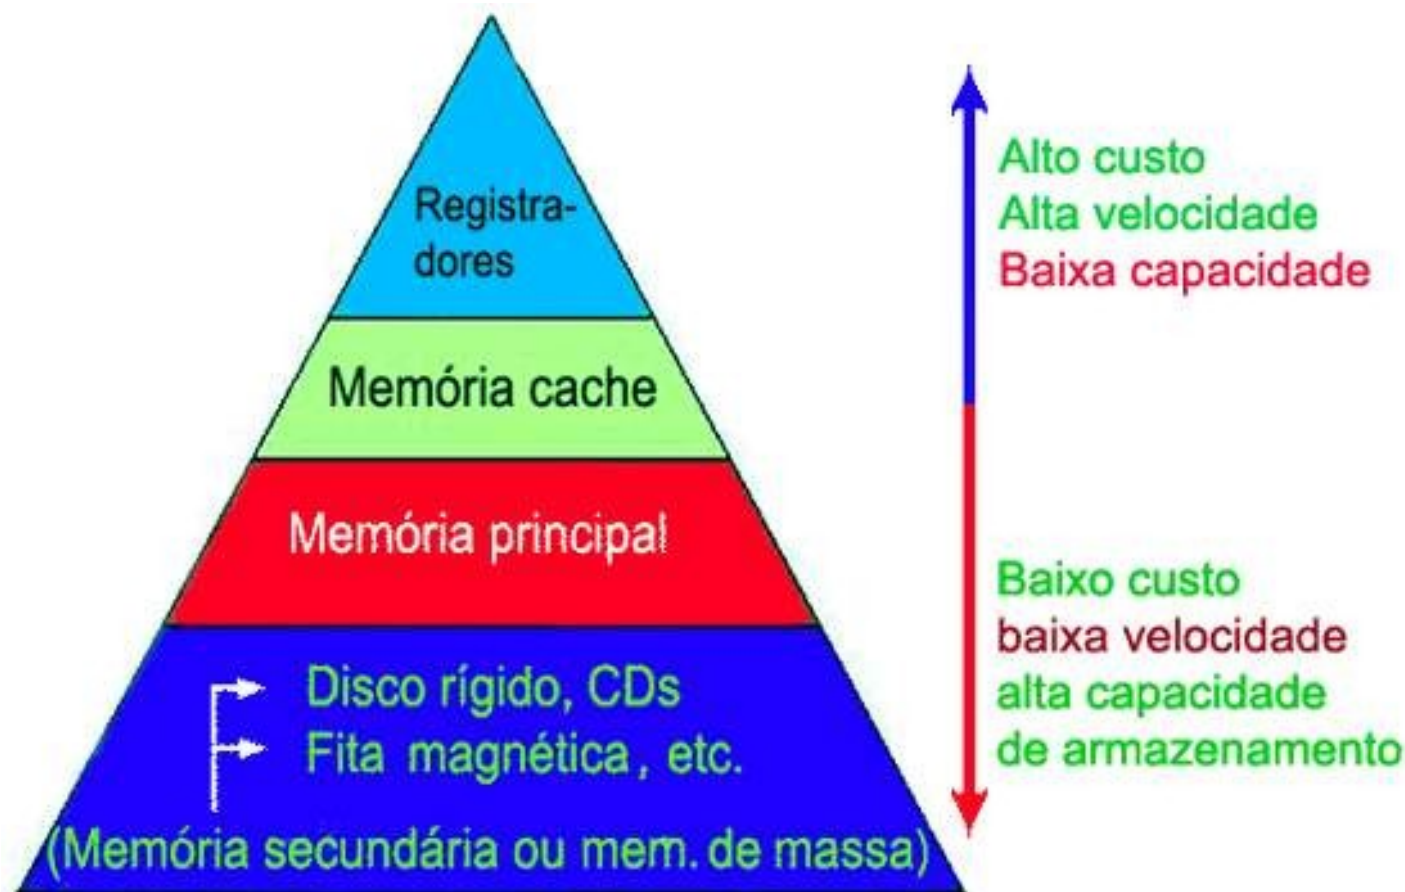 Registra-
dores
Memória cache
Memória principal
Disco rígido, CDs
Fita magnética, etc.
(Memória secundária ou mem. de massa)
Alto custo
Alta velocidade
Baixa capacidade
Baixo custo
baixa velocidade
alta capacidade
de armazenamento